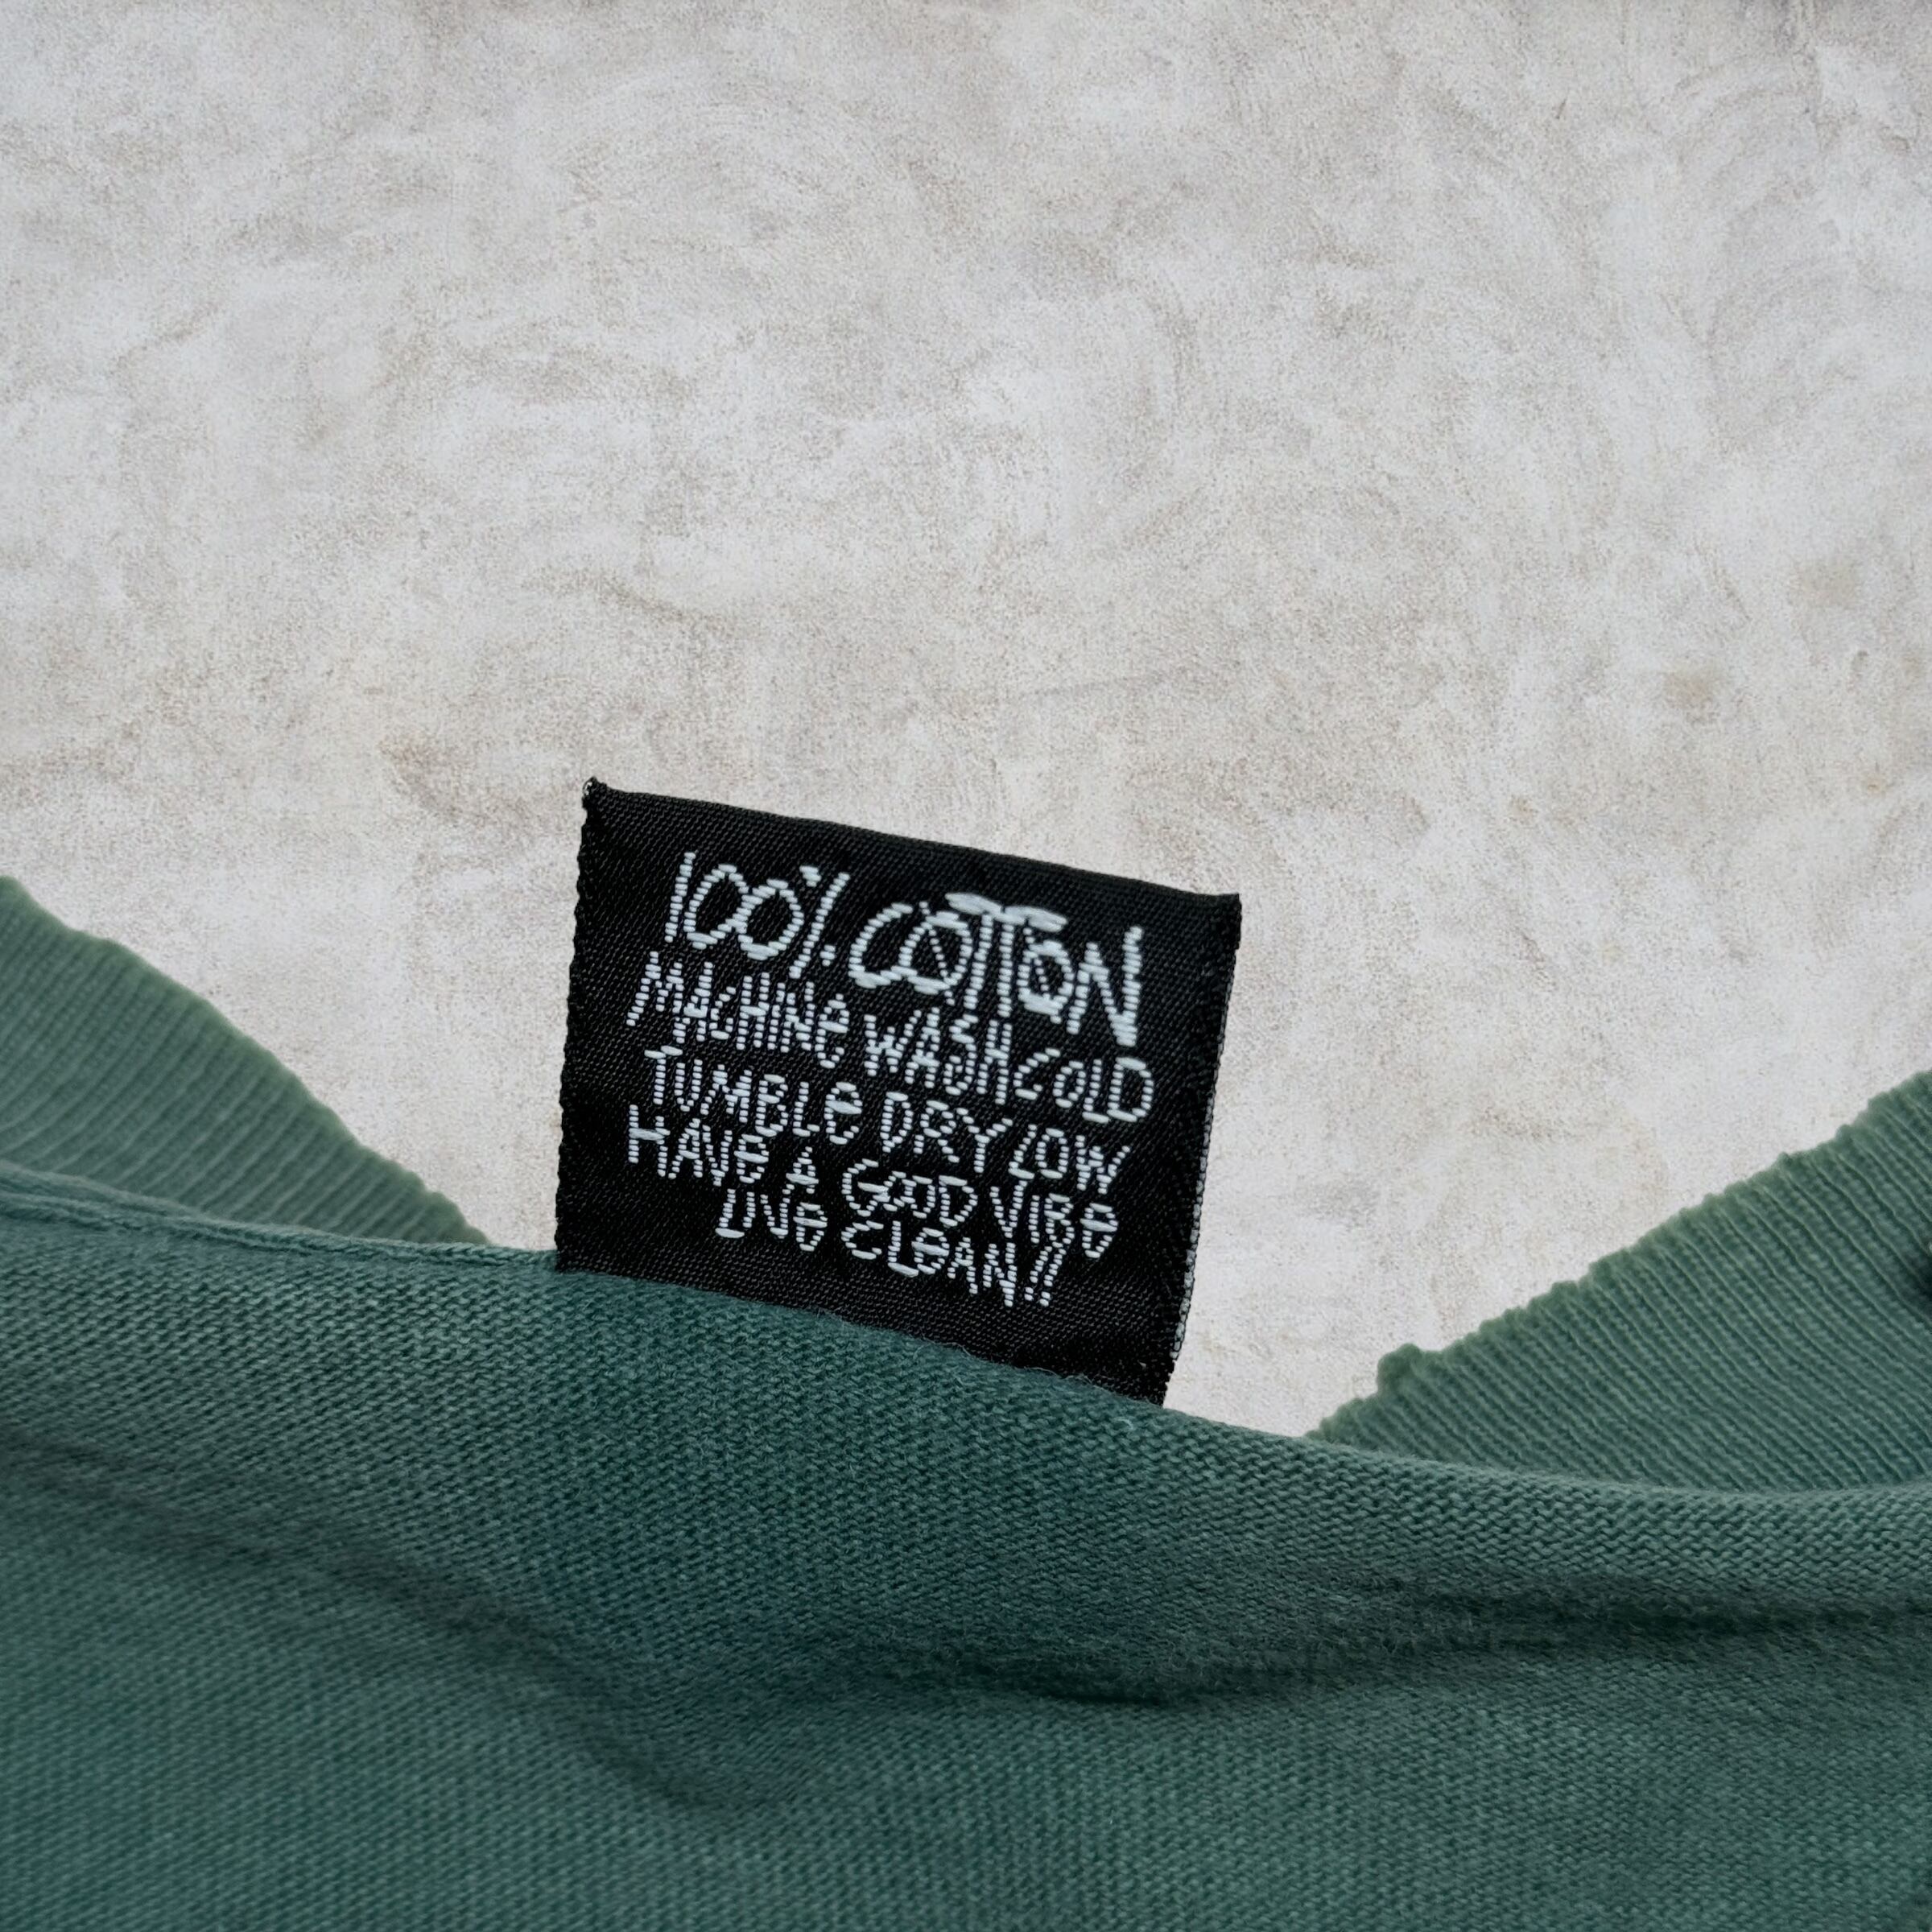 100% COTTON
MACHINE WASH COLD
TUMBLE DRY LOW
HAVE A GOOD VIBE
LIVE CLEAN!!